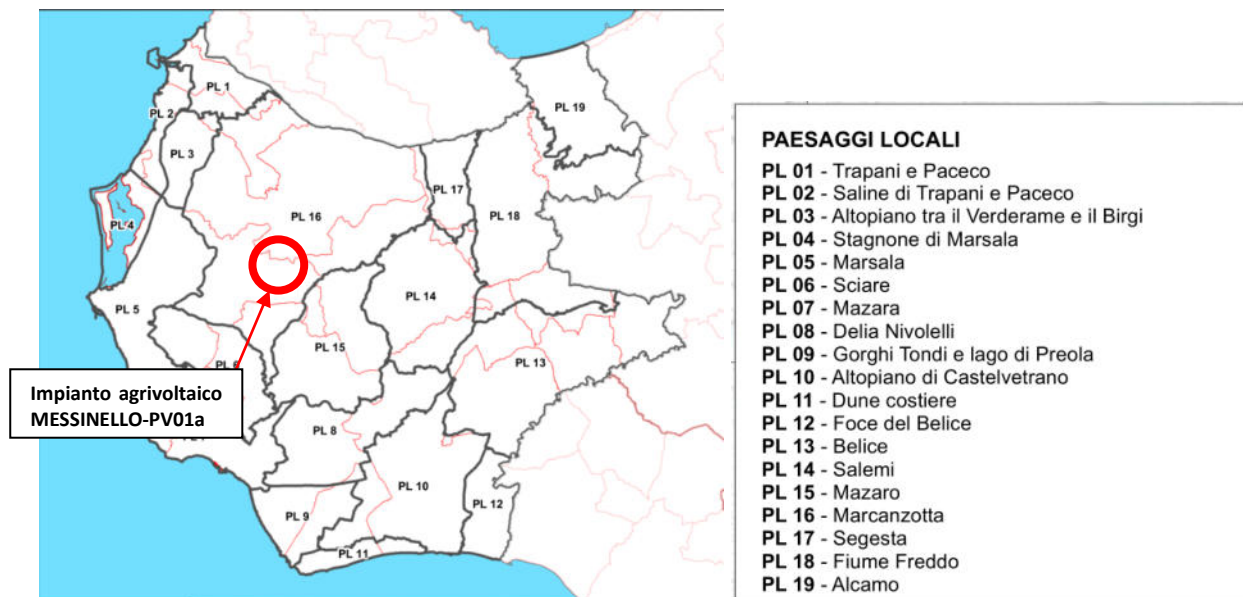 PL 1
PL 2
PL 3
PL 19
PL 17
PL 4
PL 16
PL 18
PL 5
PL 14
PL 15
PL 13
Impianto agrivoltaico
MESSINELLO-PV01a
PL 8
PL 10
PL 9
PL 12
PL 11
PAESAGGI LOCALI
PL 01 - Trapani e Paceco
PL 02 - Saline di Trapani e Paceco
PL 03 - Altopiano tra il Verderame e il Birgi
PL 04 - Stagnone di Marsala
PL 05 - Marsala
PL 06 - Sciare
PL 07 - Mazara
PL 08 - Delia Nivolelli
PL 09 - Gorghi Tondi e lago di Preola
PL 10 - Altopiano di Castelvetrano
PL 11 - Dune costiere
PL 12 - Foce del Belice
PL 13 - Belice
PL 14 - Salemi
PL 15 - Mazaro
PL 16 - Marcanzotta
PL 17 - Segesta
PL 18 - Fiume Freddo
PL 19 - Alcamo